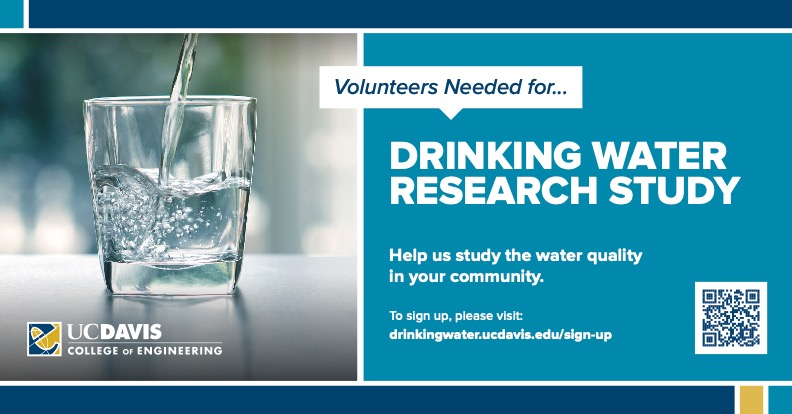 Volunteers Needed for...
DRINKING WATER
RESEARCH STUDY
Help us study the water quality
in your community.
To sign up, please visit:
drinkingwater.ucdavis.edu/sign-up
UCDAVIS
COLLEGE OF ENGINEERING